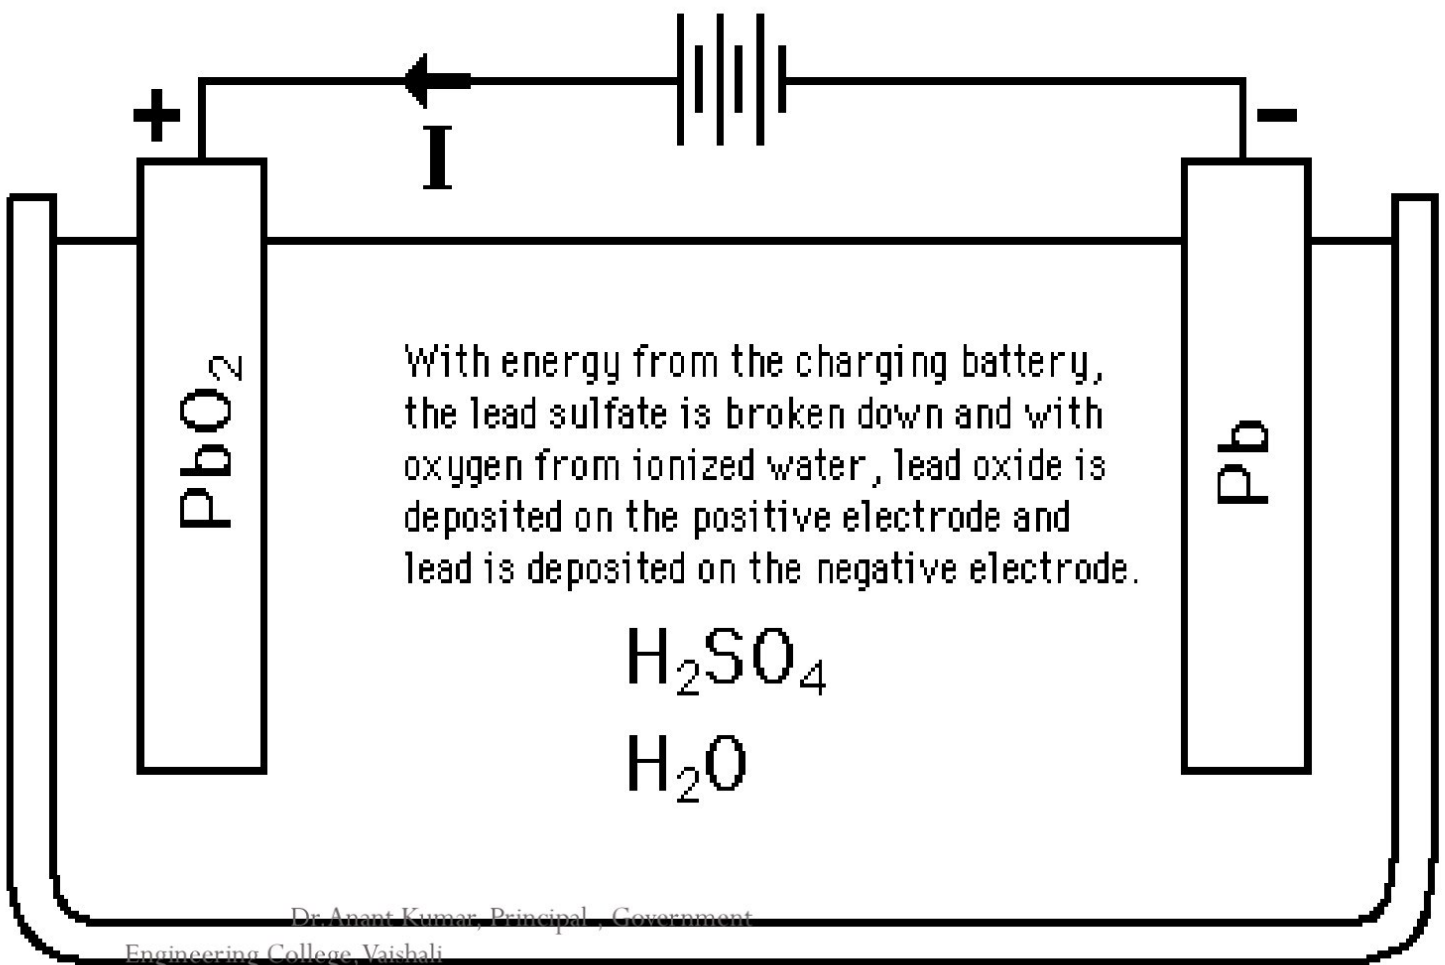 +
-
I
PbO2
Pb
With energy from the charging battery,
the lead sulfate is broken down and with
oxygen from ionized water, lead oxide is
deposited on the positive electrode and
lead is deposited on the negative electrode.
H2SO4
H2O
Dr.Anant Kumar, Principal , Government
Engineering College, Vaishali